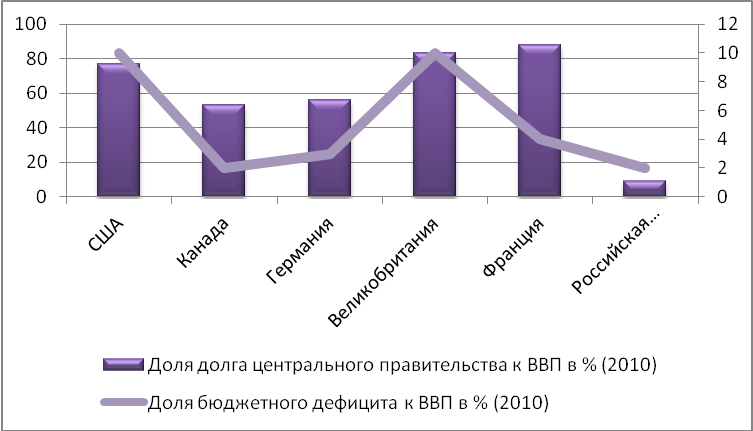 100
80
60
40
20
0
12
10
8
6
4
2
0
США
Канада
Германия
Великобритания
Франция
Российская...
Доля долга центрального правительства к ВВП в % (2010)
Доля бюджетного дефицита к ВВП в % (2010)